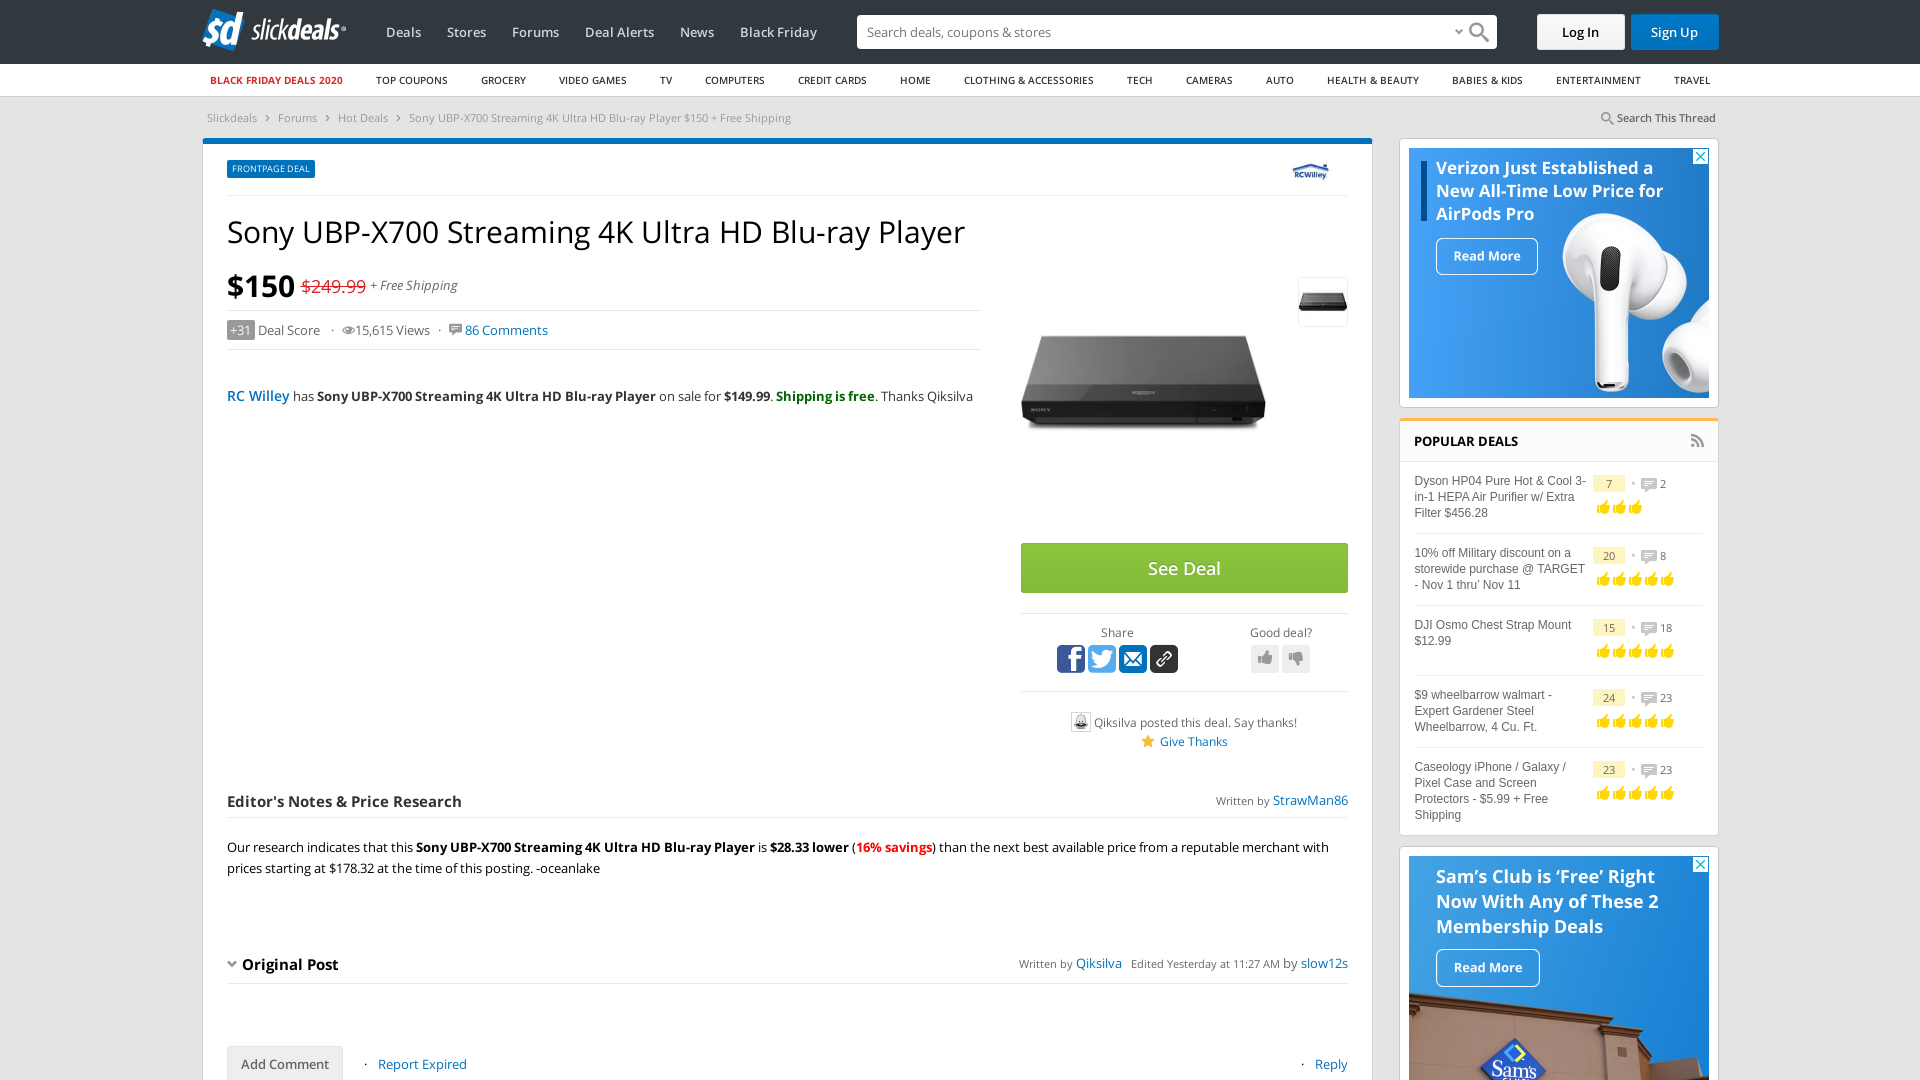 sd slickdeals
Deals Stores Forums Deal Alerts News Black Friday Search deals, coupons & search Log In Sign Up
BLACK FRIDAY DEALS 2020 TOP COUPONS GROCERY VIDEO GAMES TV COMPUTERS CREDIT CARDS HOME CLOTHING & ACCESSORIES TECH CAMERAS AUTO HEALTH & BEAUTY BABIES & KIDS ENTERTAINMENT TRAVEL
Slickdeals Forums Hot Deals Sony UBP-X700 Streaming 4K Ultra HD Blu-ray Player $150 + Free Shipping
Search This Thread
FRONTPAGE DEAL
RCWilley
Sony UBP-X700 Streaming 4K Ultra HD Blu-ray Player
$150 $249.99 + Free Shipping
+31 Deal Score · 15,615 Views · 86 Comments
RC Willey has Sony UBP-X700 Streaming 4K Ultra HD Blu-ray Player on sale for $149.99. Shipping is free. Thanks Qiksilva
SONY
See Deal
Share
Good deal?
Qiksilva posted this deal. Say thanks!
Give Thanks
Editor's Notes & Price Research
Written by StrawMan86
Our research indicates that this Sony UBP-X700 Streaming 4K Ultra HD Blu-ray Player is $28.33 lower (16% savings) than the next best available price from a reputable merchant with
prices starting at $178.32 at the time of this posting. -oceanlake
Original Post
Written by Qiksilva Edited Yesterday at 11:27 AM by slow12s
Add Comment · Report Expired
· Reply
Verizon Just Established a
New All-Time Low Price for
AirPods Pro
Read More
POPULAR DEALS
Dyson HP04 Pure Hot & Cool 3-
in-1 HEPA Air Purifier w/ Extra
Filter $456.28
7 • 2
10% off Military discount on a
storewide purchase @ TARGET
- Nov 1 thru’ Nov 11
20 • 8
DJI Osmo Chest Strap Mount
$12.99
15 • 18
$9 wheelbarrow walmart -
Expert Gardener Steel
Wheelbarrow, 4 Cu. Ft.
24 • 23
Caseology iPhone / Galaxy /
Pixel Case and Screen
Protectors - $5.99 + Free
Shipping
23 • 23
Sam’s Club is ‘Free’ Right
Now With Any of These 2
Membership Deals
Read More
Sam's